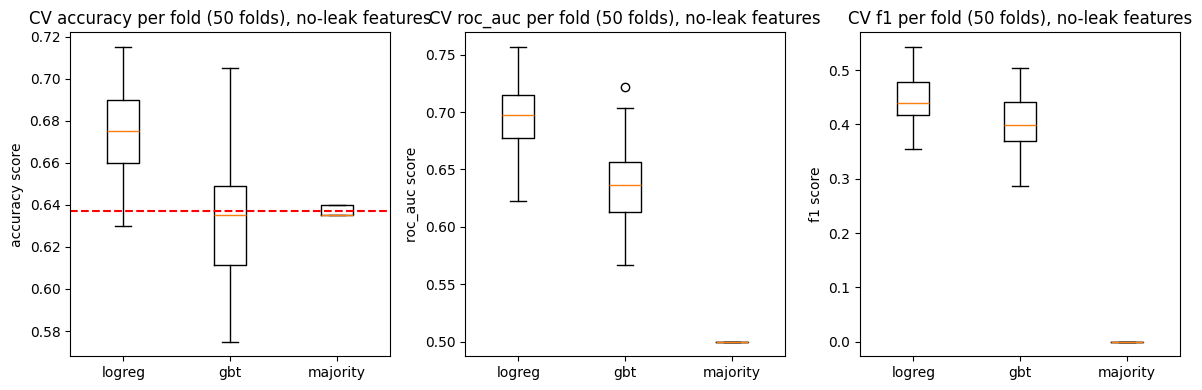 CV accuracy per fold (50 folds), no-leak features
accuracy score
0.72
0.70
0.68
0.66
0.64
0.62
0.60
0.58
logreg
gbt
majority
CV roc_auc per fold (50 folds), no-leak features
roc_auc score
0.75
0.70
0.65
0.60
0.55
0.50
logreg
gbt
majority
CV f1 per fold (50 folds), no-leak features
f1 score
0.5
0.4
0.3
0.2
0.1
0.0
logreg
gbt
majority